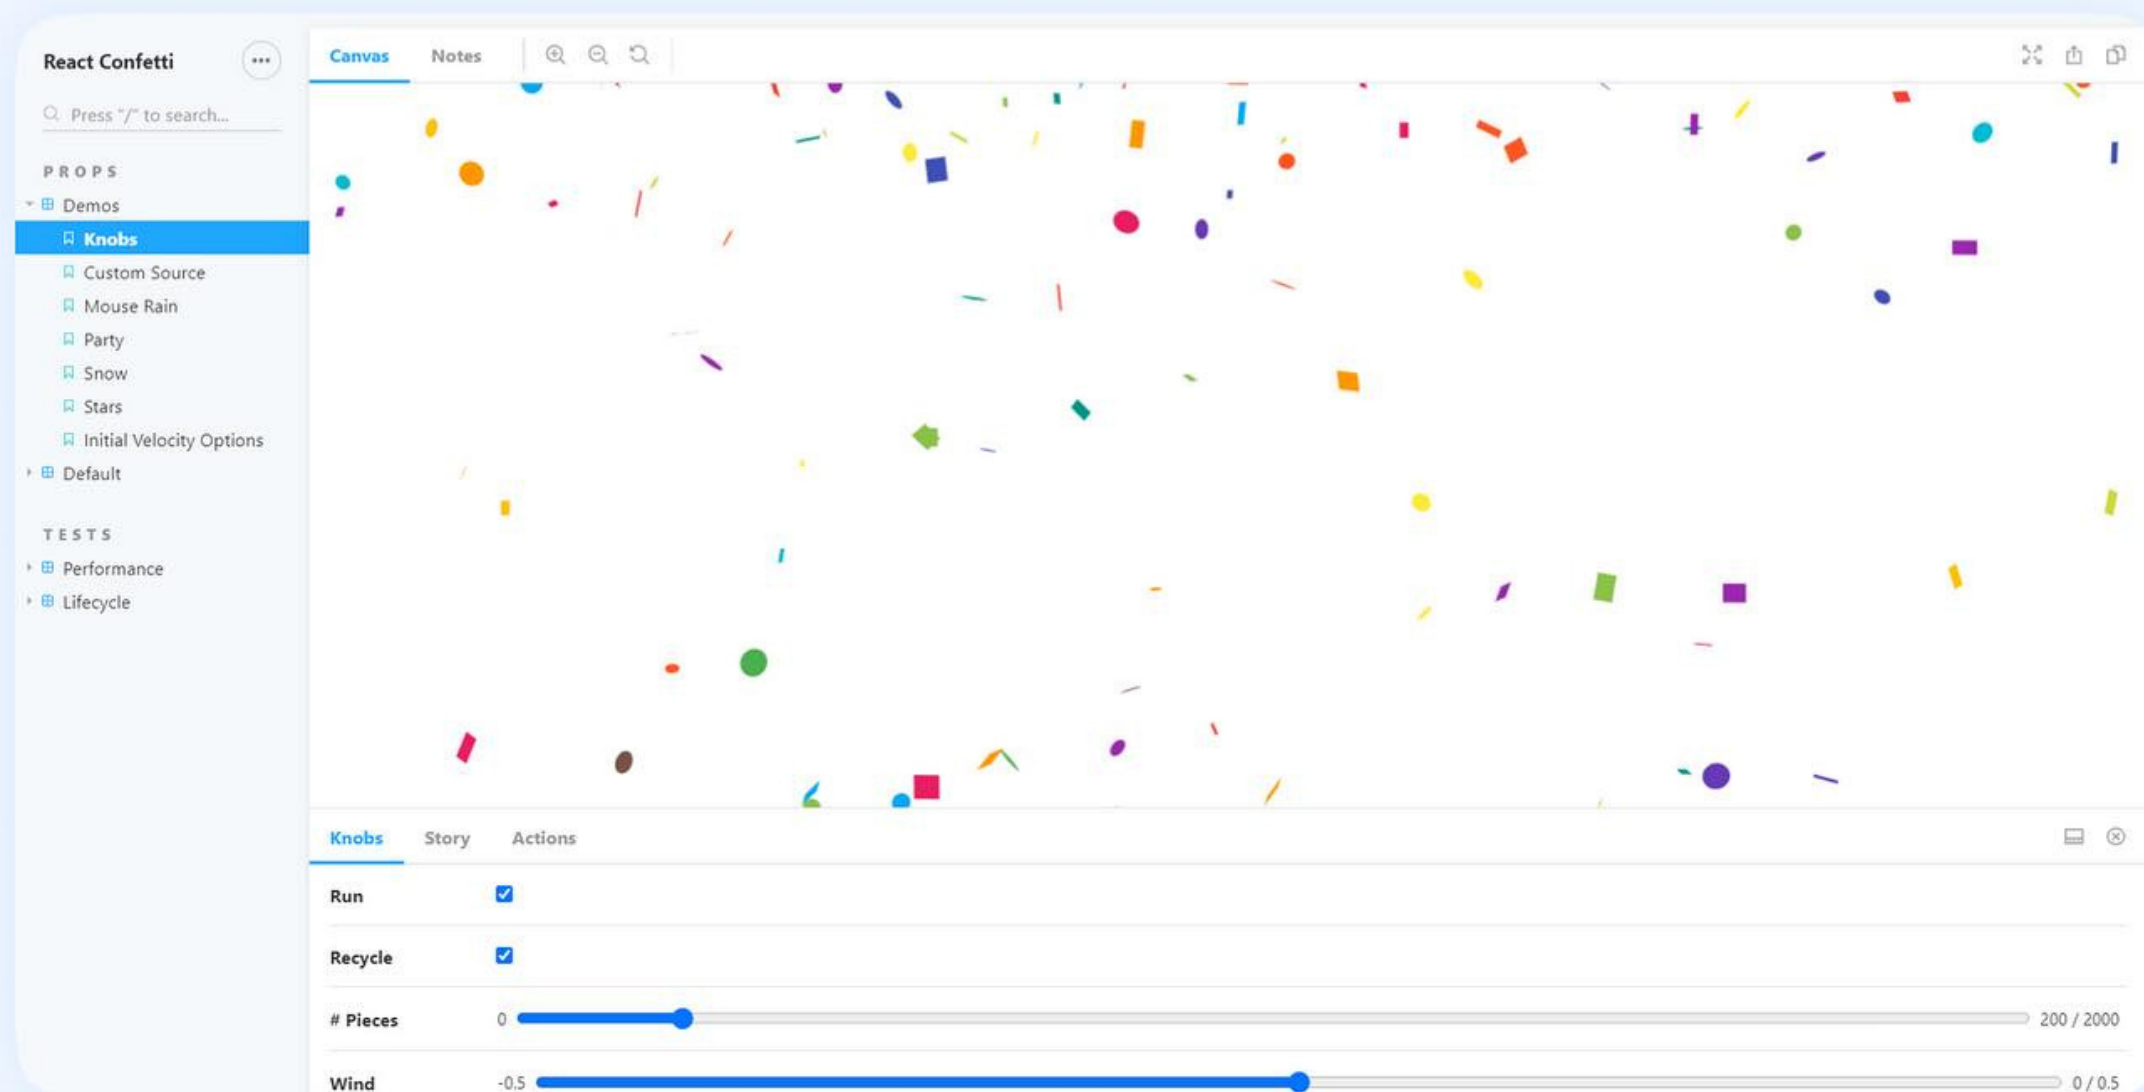 React Confetti
Press "/" to search...
PROPS
Demos
Knobs
Custom Source
Mouse Rain
Party
Snow
Stars
Initial Velocity Options
Default
TESTS
Performance
Lifecycle
Canvas Notes
Knobs Story Actions
Run
Recycle
# Pieces 0 200 / 2000
Wind -0.5 0 / 0.5